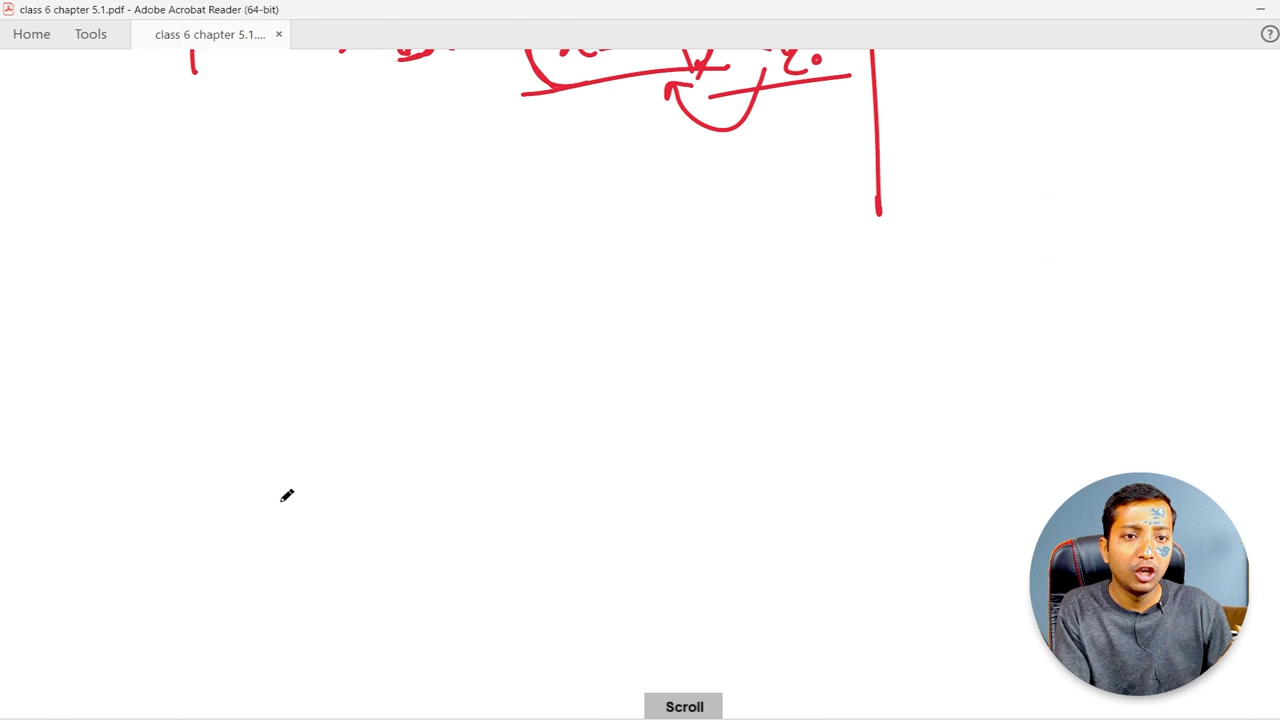 class 6 chapter 5.1.pdf - Adobe Acrobat Reader (64-bit)
Home
Tools
class 6 chapter 5.1....
Scroll